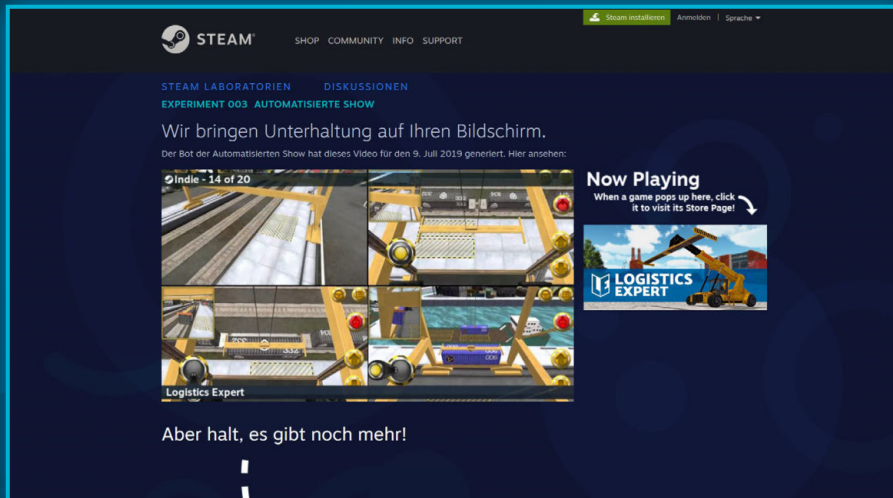 Steam installieren
Anmelden | Sprache
STEAM®
SHOP COMMUNITY INFO SUPPORT
STEAM LABORATORIEN DISKUSSIONEN
EXPERIMENT 003 AUTOMATISIERTE SHOW
Wir bringen Unterhaltung auf Ihren Bildschirm.
Der Bot der Automatisierten Show hat dieses Video für den 9. Juli 2019 generiert. Hier ansehen:
Indie - 14 of 20
Logistics Expert
Now Playing
When a game pops up here, click
it to visit its Store Page!
LOGISTICS
EXPERT
Aber halt, es gibt noch mehr!